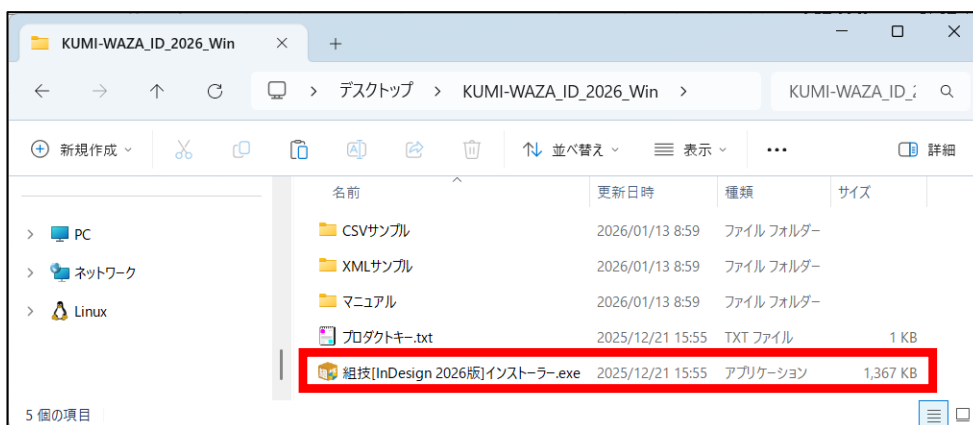 KUMI-WAZA_ID_2026_Win
デスクトップ > KUMI-WAZA_ID_2026_Win > KUMI-WAZA_ID_2
新規作成 並べ替え 表示 ... 詳細
名前 更新日時 種類 サイズ
PC
ネットワーク
Linux
CSVサンプル 2026/01/13 8:59 ファイル フォルダー
XMLサンプル 2026/01/13 8:59 ファイル フォルダー
マニュアル 2026/01/13 8:59 ファイル フォルダー
プロダクトキー.txt 2025/12/21 15:55 TXT ファイル 1 KB
組技[InDesign 2026版]インストーラー.exe 2025/12/21 15:55 アプリケーション 1,367 KB
5 個の項目